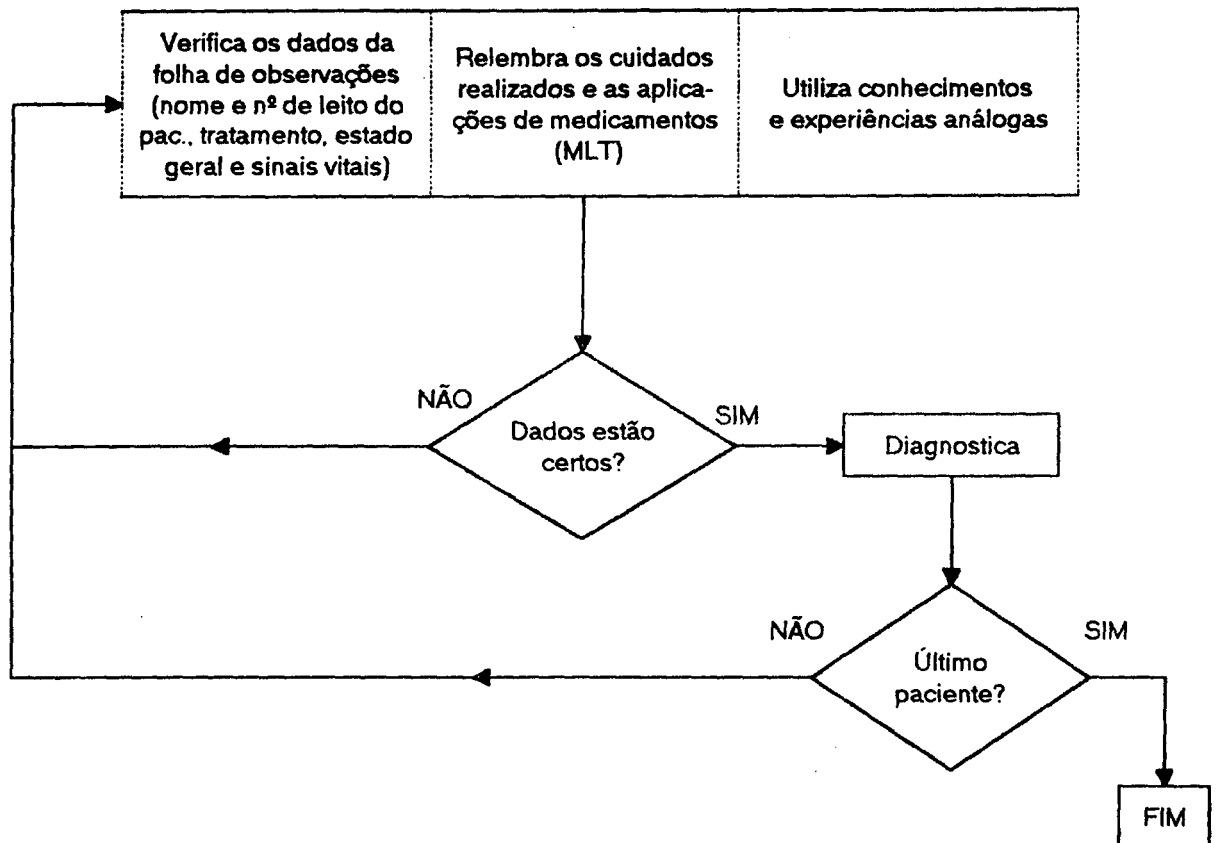 Verifica os dados da
folha de observações
(nome e nº de leito do
pac., tratamento, estado
geral e sinais vitais)
Relembra os cuidados
realizados e as aplica-
ções de medicamentos
(MLT)
Utiliza conhecimentos
e experiências análogas
NÃO
SIM
Dados estão
certos?
Diagnostica
NÃO
SIM
Último
paciente?
FIM